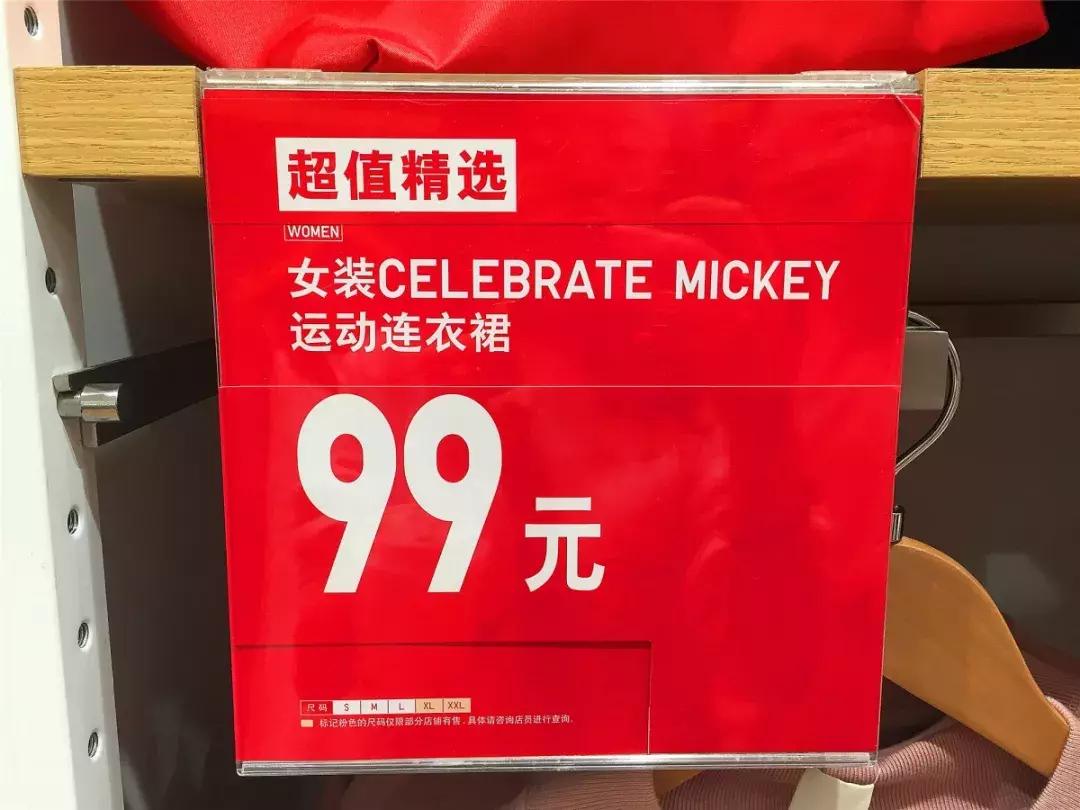 超值精选
WOMEN
女装CELEBRATE MICKEY
运动连衣裙
99元
尺码 S M L XL XXL
标记粉色的尺码仅限部分店铺有售，具体请咨询店员进行查询。